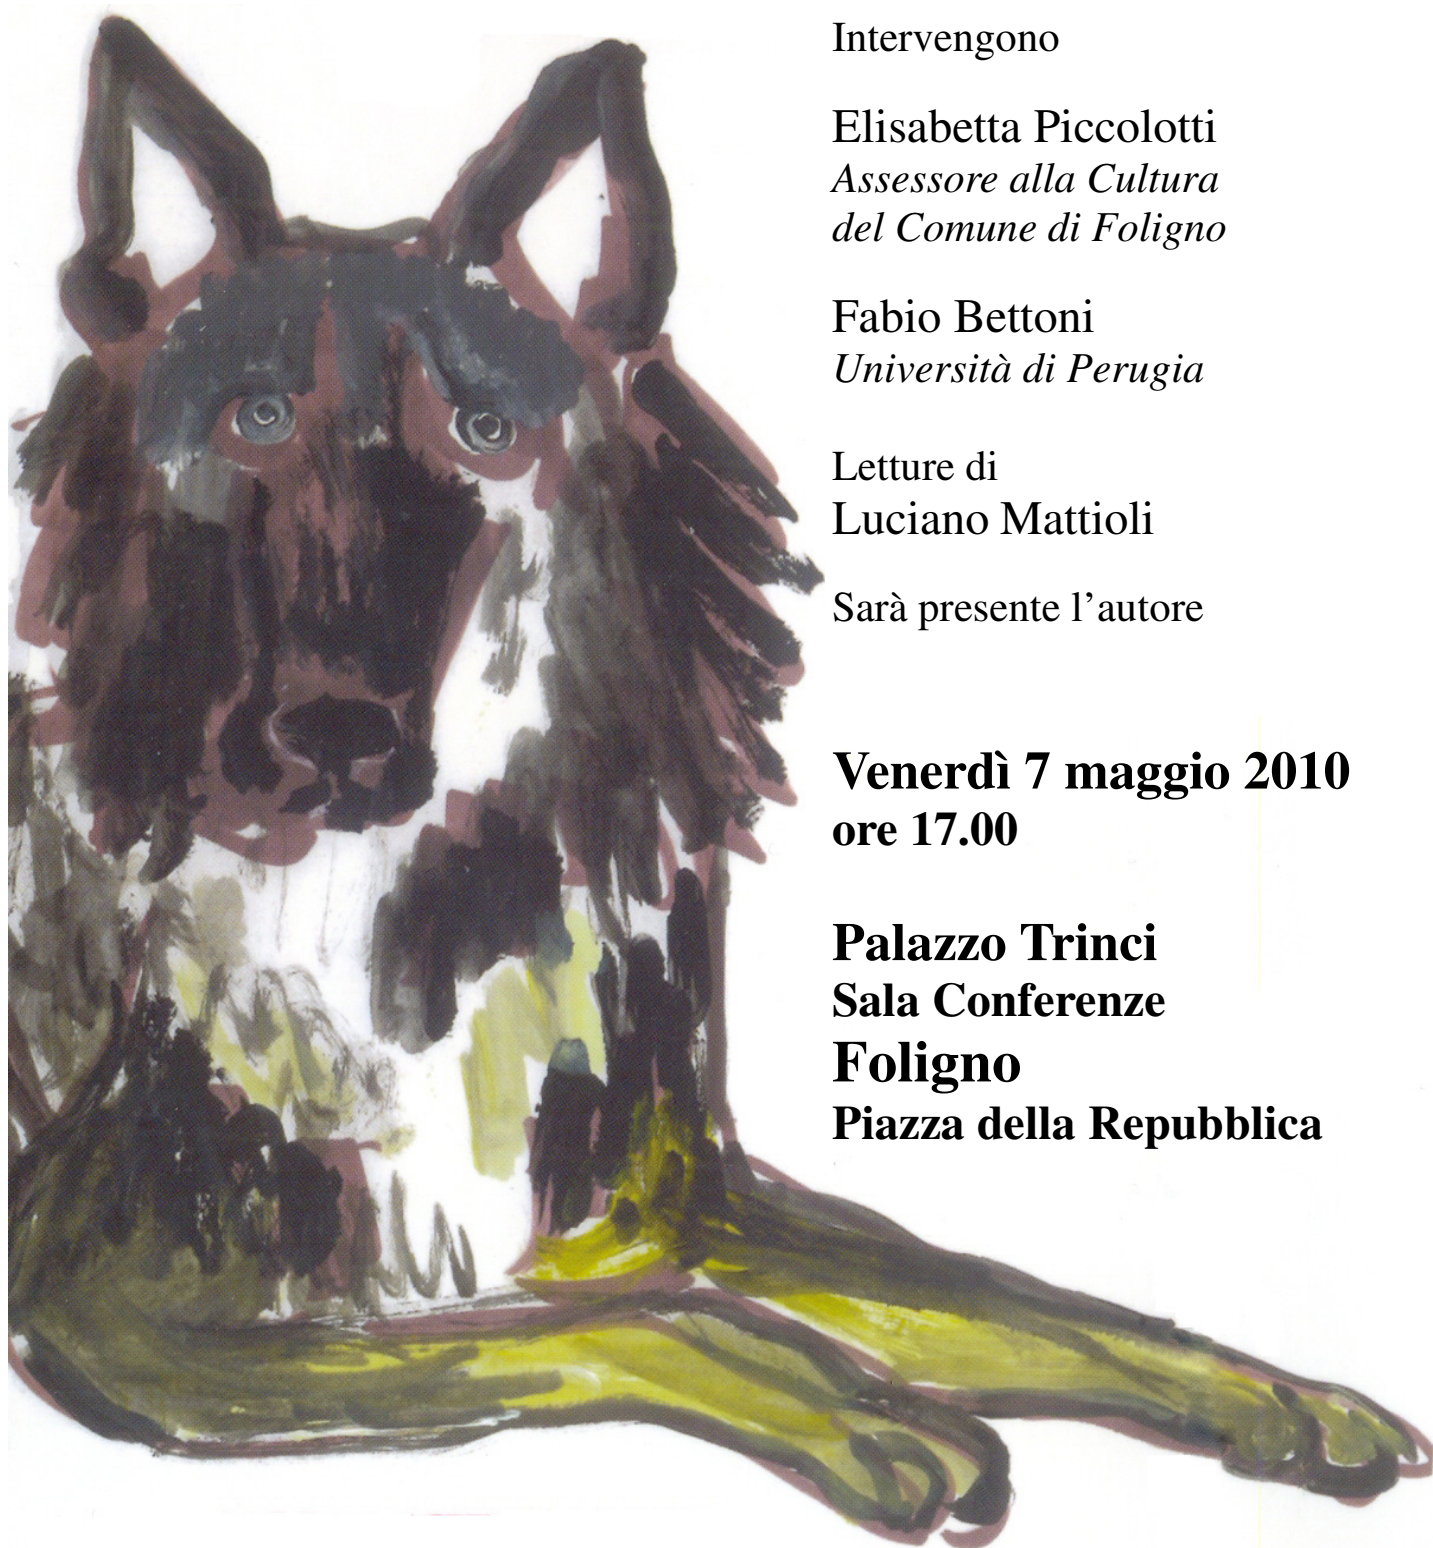 Intervengono
Elisabetta Piccolotti
Assessore alla Cultura
del Comune di Foligno
Fabio Bettoni
Università di Perugia
Letture di
Luciano Mattioli
Sarà presente l’autore
Venerdì 7 maggio 2010
ore 17.00
Palazzo Trinci
Sala Conferenze
Foligno
Piazza della Repubblica